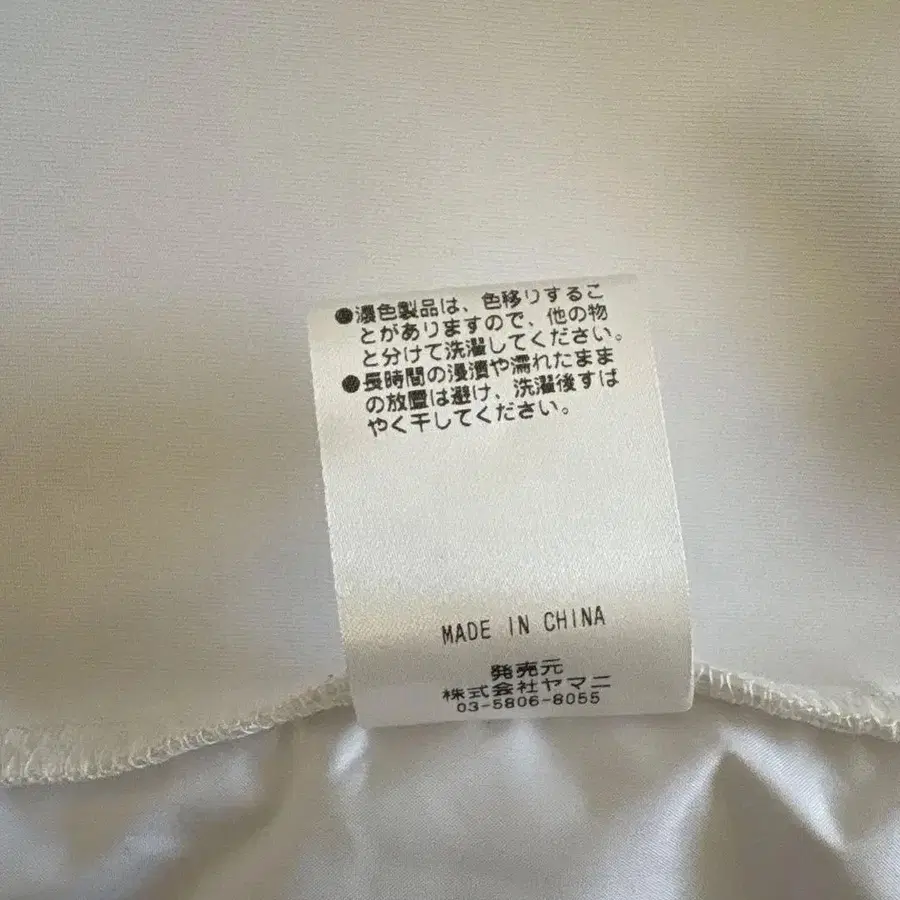 ●濃色製品は、色移りするこ
とがありますので、他の物
と分けて洗濯してください。
●長時間の浸漬や濡れたまま
の放置は避け、洗濯後すば
やく干してください。
MADE IN CHINA
発売元
株式会社ヤマニ
03-5806-8055